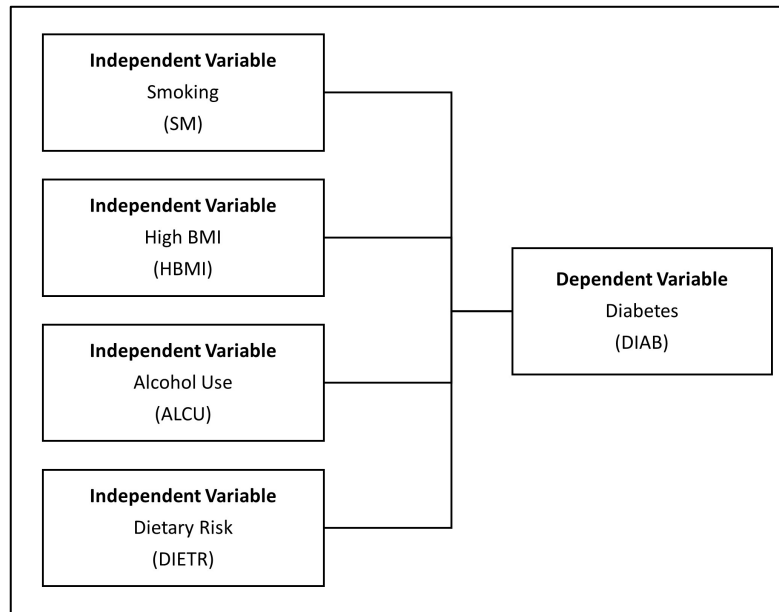 Independent Variable
Smoking
(SM)
Independent Variable
High BMI
(HBMI)
Independent Variable
Alcohol Use
(ALCU)
Independent Variable
Dietary Risk
(DIETR)
Dependent Variable
Diabetes
(DIAB)